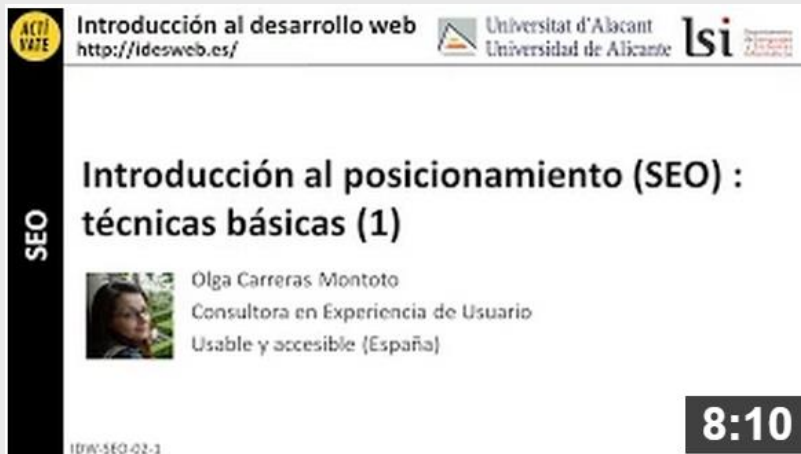 ACTÍ
VATE
Introducción al desarrollo web
http://idesweb.es/
Universitat d'Alacant
Universidad de Alicante
lsi
SEO
Introducción al posicionamiento (SEO) :
técnicas básicas (1)
Olga Carreras Montoto
Consultora en Experiencia de Usuario
Usable y accesible (España)
8:10
IDW-SEO-02-1